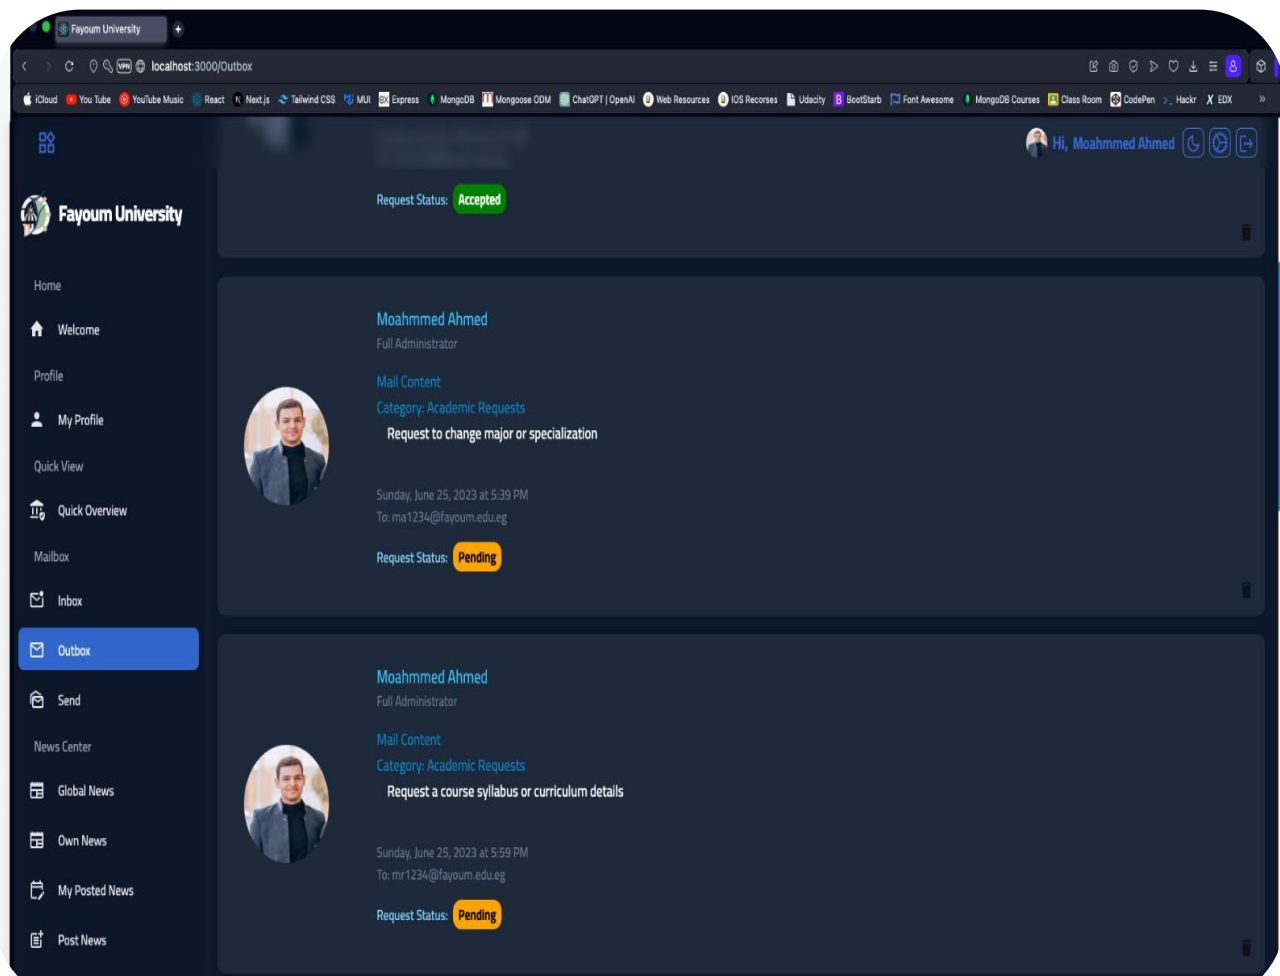 Fayoum University
+
VPN localhost:3000/Outbox
iCloud You Tube YouTube Music React Next.js Tailwind CSS MUI EX Express MongoDB Mongoose ODM ChatGPT | OpenAI Web Resources IOS Recorses Udacity B BootStarb Font Awesome MongoDB Courses Class Room CodePen Hackr X EDX »
Hi, Moahmmed Ahmed
Fayoum University
Request Status: Accepted
Home
Welcome
Profile
My Profile
Quick View
Quick Overview
Mailbox
Inbox
Outbox
Send
News Center
Global News
Own News
My Posted News
Post News
Moahmmed Ahmed
Full Administrator
Mail Content
Category: Academic Requests
Request to change major or specialization
Sunday, June 25, 2023 at 5:39 PM
To: ma1234@fayoum.edu.eg
Request Status: Pending
Moahmmed Ahmed
Full Administrator
Mail Content
Category: Academic Requests
Request a course syllabus or curriculum details
Sunday, June 25, 2023 at 5:59 PM
To: mr1234@fayoum.edu.eg
Request Status: Pending